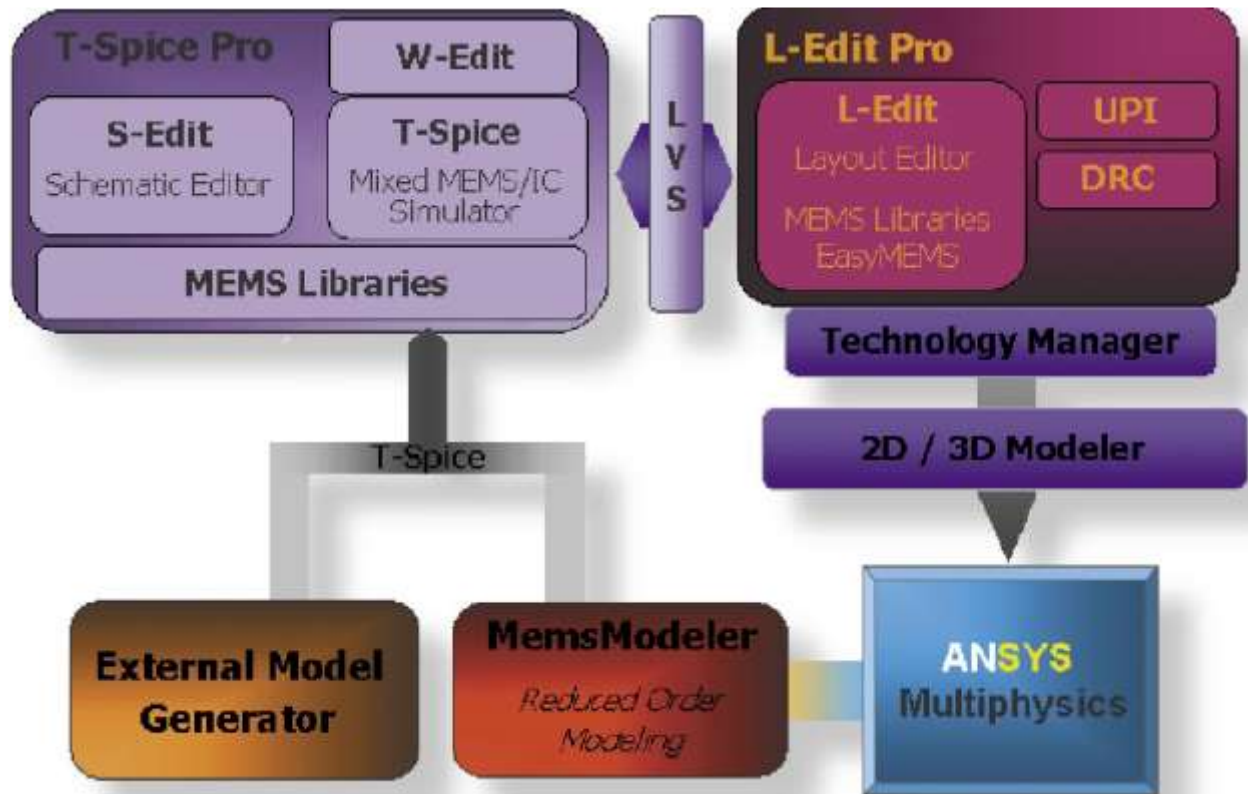 T-Spice Pro
W-Edit
S-Edit
Schematic Editor
T-Spice
Mixed MEMS/IC
Simulator
MEMS Libraries
L
V
S
L-Edit Pro
L-Edit
Layout Editor
MEMS Libraries
EasyMEMS
UPI
DRC
Technology Manager
2D / 3D Modeler
T-Spice
External Model
Generator
MemsModeler
Reduced Order
Modeling
ANSYS
Multiphysics